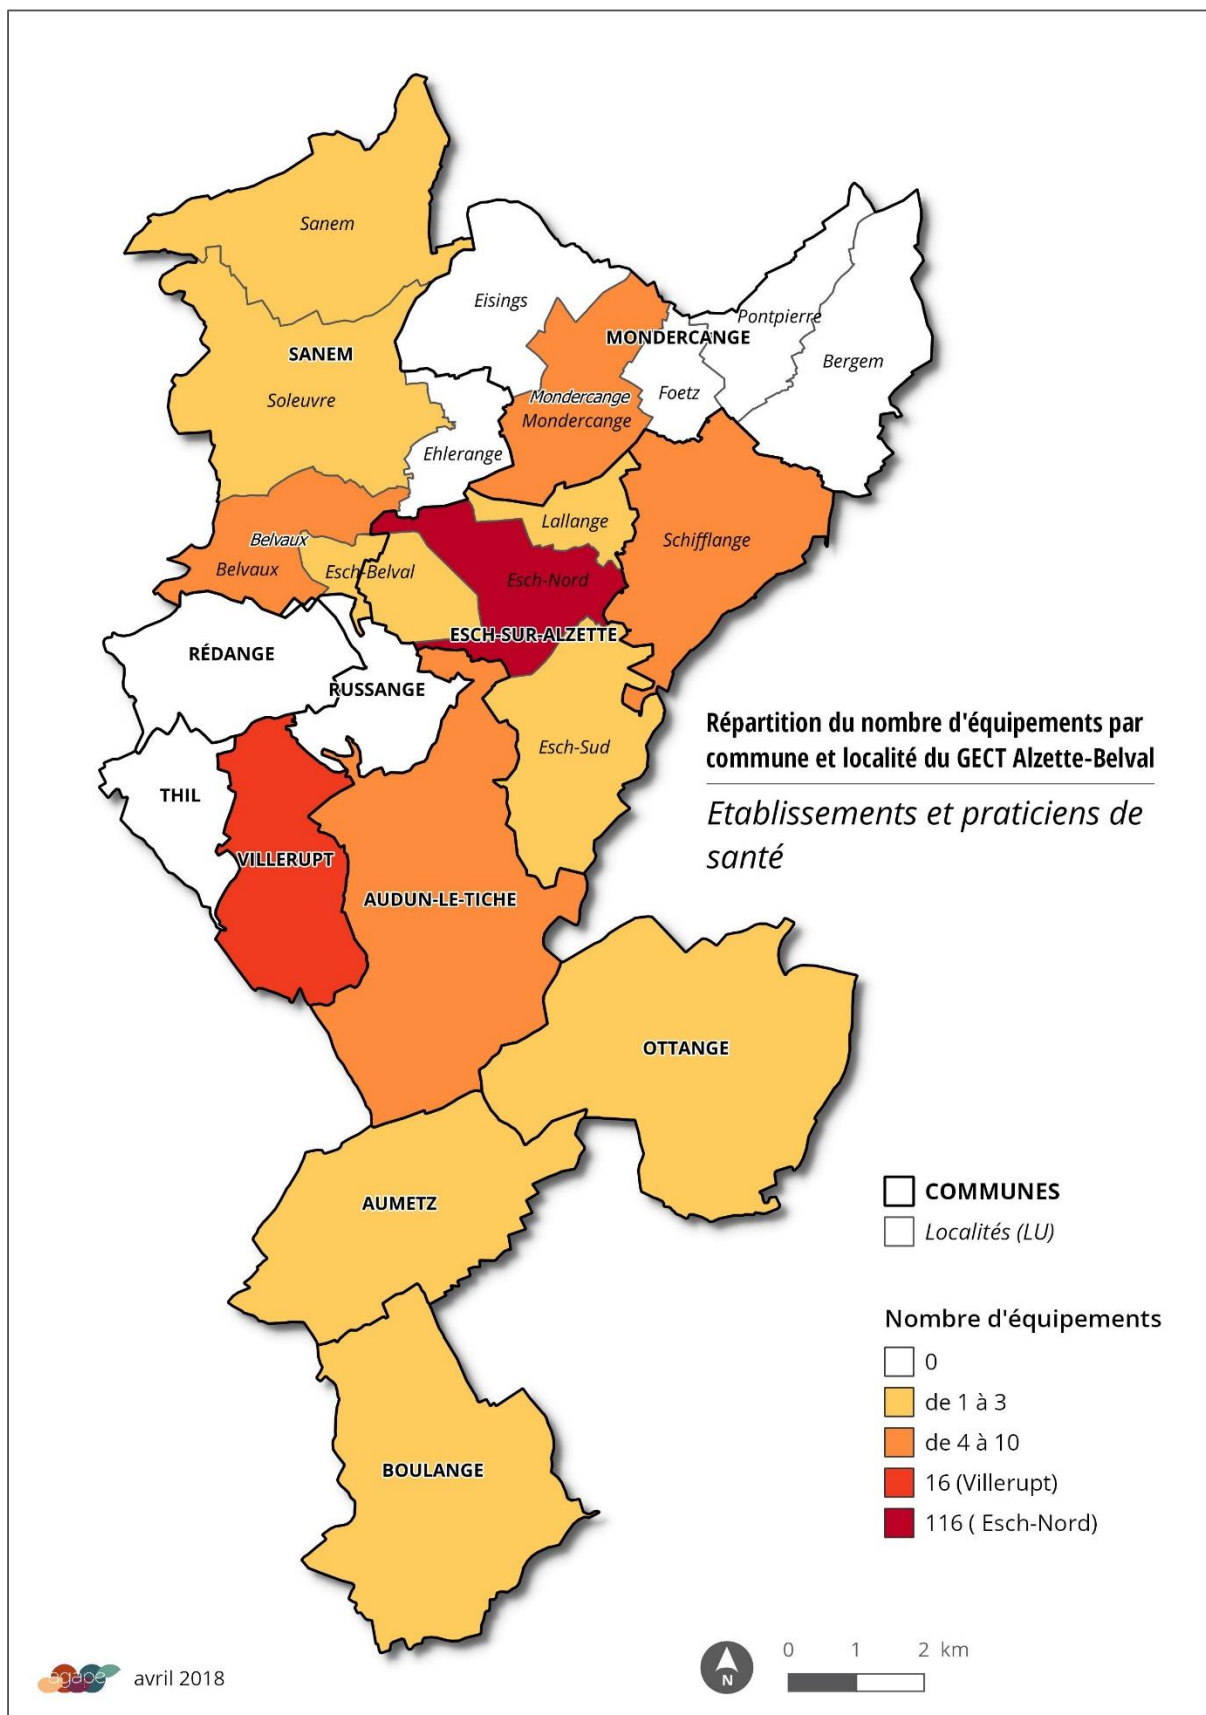 Sanem
Eisings
Pontpierre
MONDERCANGE
SANEM
Bergem
Foetz
Soleuvre
Mondercange
Mondercange
Ehlerange
Lallange
Schifflange
Belvaux
Belvaux
Esch-Belval
Esch-Nord
ESCH-SUR-ALZETTE
RÉDANGE
RUSSANGE
Répartition du nombre d'équipements par
commune et localité du GECT Alzette-Belval
Etablissements et praticiens de
santé
Esch-Sud
THIL
VILLERUPT
AUDUN-LE-TICHE
OTTANGE
AUMETZ
BOULANGE
COMMUNES
Localités (LU)
Nombre d'équipements
0
de 1 à 3
de 4 à 10
16 (Villerupt)
116 ( Esch-Nord)
agape
avril 2018
N
0 1 2 km